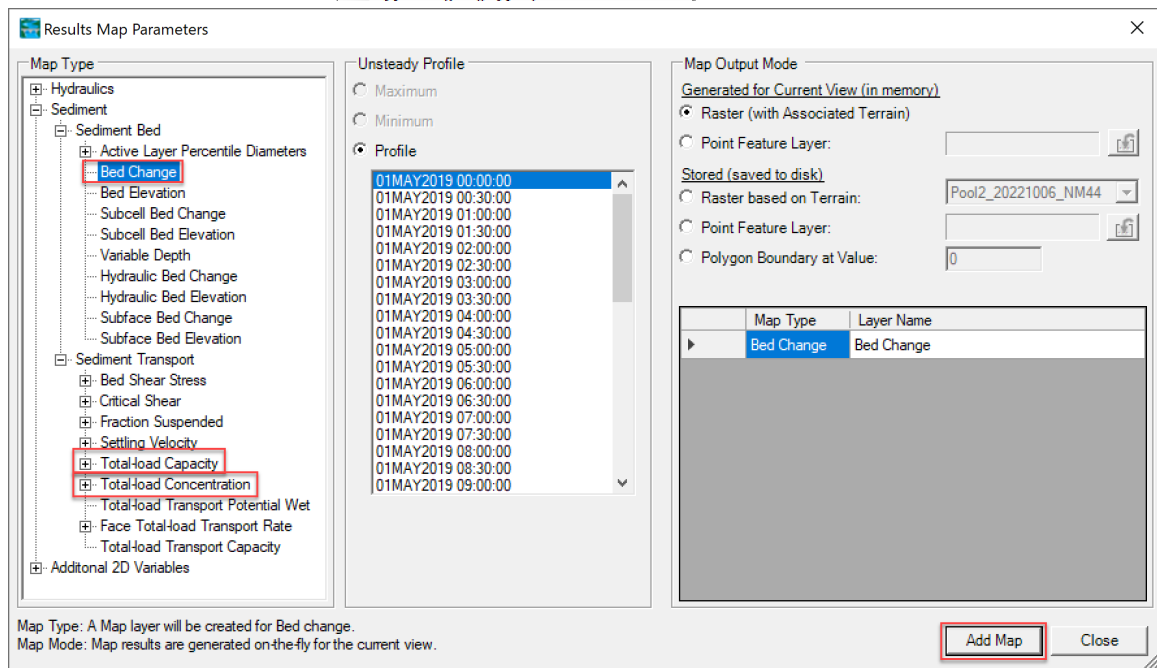 Results Map Parameters
Map Type
Hydraulics
Sediment
Sediment Bed
Active Layer Percentile Diameters
Bed Change
Bed Elevation
Subcell Bed Change
Subcell Bed Elevation
Variable Depth
Hydraulic Bed Change
Hydraulic Bed Elevation
Subface Bed Change
Subface Bed Elevation
Sediment Transport
Bed Shear Stress
Critical Shear
Fraction Suspended
Settling Velocity
Total-load Capacity
Total-load Concentration
Total-load Transport Potential Wet
Face Total-load Transport Rate
Total-load Transport Capacity
Additonal 2D Variables
Unsteady Profile
Maximum
Minimum
Profile
01MAY2019 00:00:00
01MAY2019 00:30:00
01MAY2019 01:00:00
01MAY2019 01:30:00
01MAY2019 02:00:00
01MAY2019 02:30:00
01MAY2019 03:00:00
01MAY2019 03:30:00
01MAY2019 04:00:00
01MAY2019 04:30:00
01MAY2019 05:00:00
01MAY2019 05:30:00
01MAY2019 06:00:00
01MAY2019 06:30:00
01MAY2019 07:00:00
01MAY2019 07:30:00
01MAY2019 08:00:00
01MAY2019 08:30:00
01MAY2019 09:00:00
Map Output Mode
Generated for Current View (in memory)
Raster (with Associated Terrain)
Point Feature Layer:
Stored (saved to disk)
Raster based on Terrain: Pool2_20221006_NM44
Point Feature Layer:
Polygon Boundary at Value: 0
Map Type Layer Name
Bed Change Bed Change
Map Type: A Map layer will be created for Bed change.
Map Mode: Map results are generated on-the-fly for the current view.
Add Map Close